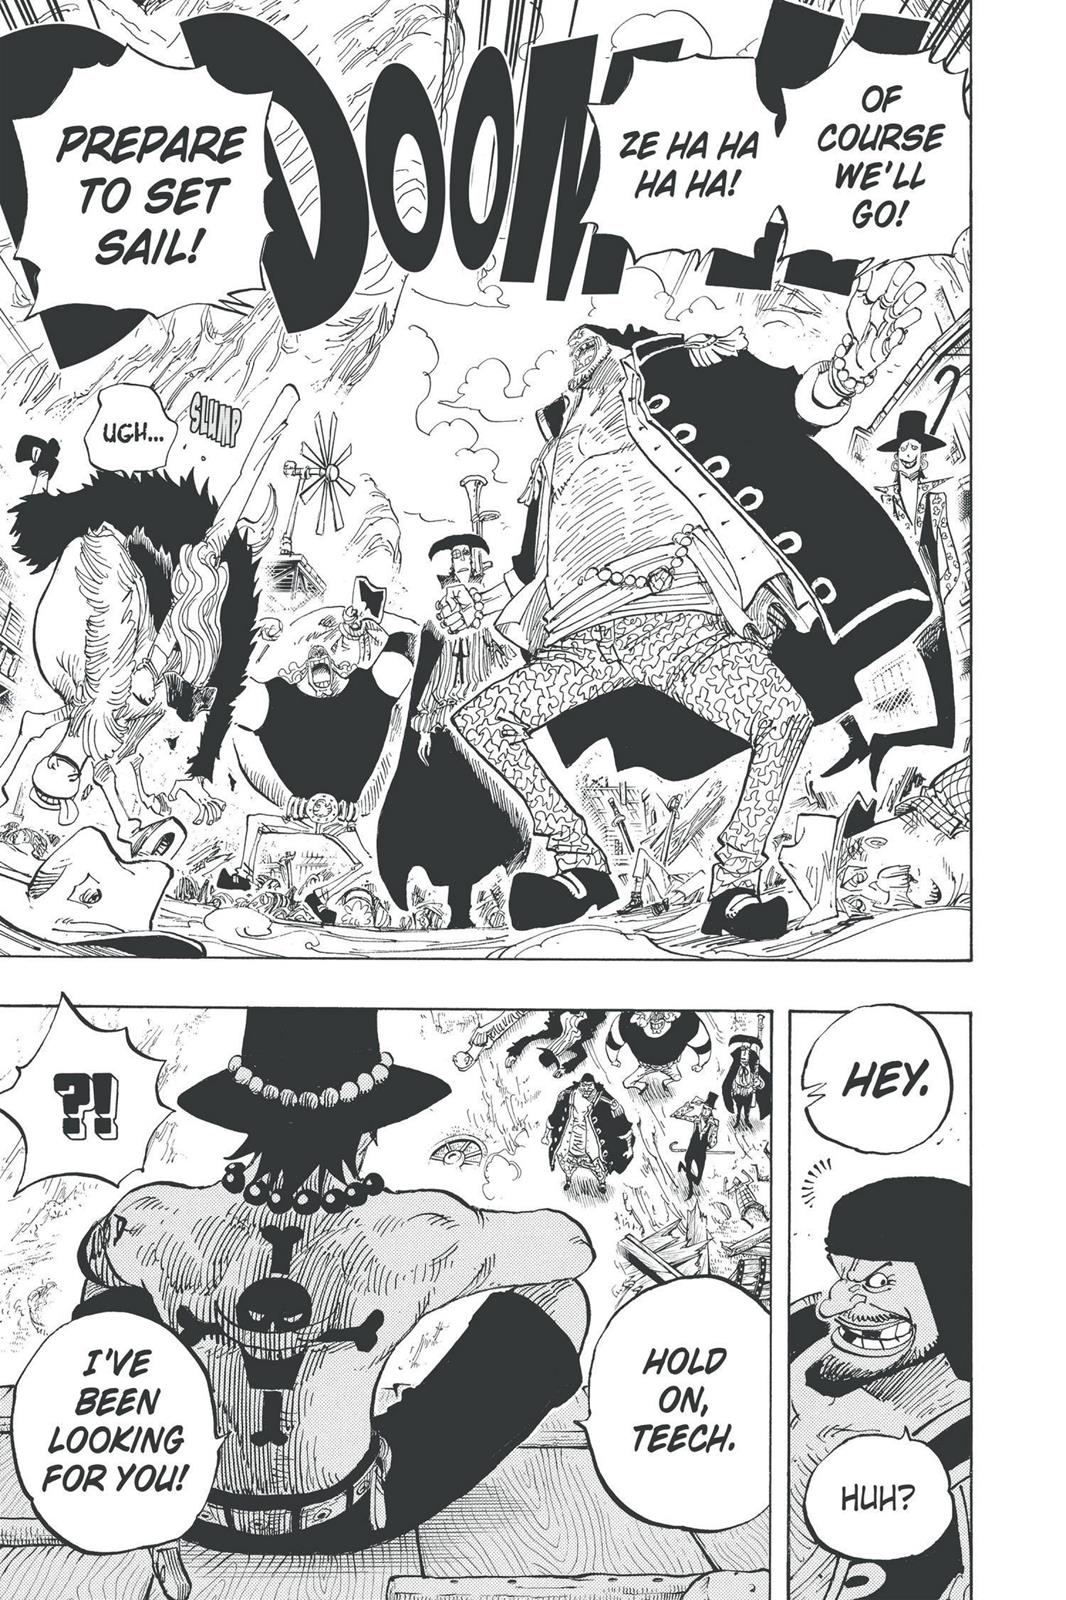 OF
COURSE
WE'LL
GO!
ZE HA HA
HA HA!
DOOM
PREPARE
TO SET
SAIL!
SLUMP
UGH...
HEY.
HUH?
HOLD
ON,
TEECH.
?!
I'VE
BEEN
LOOKING
FOR YOU!